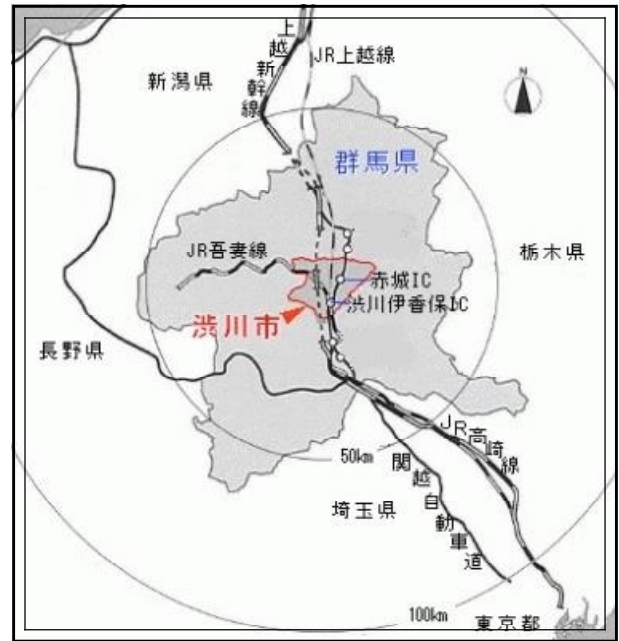 上越新幹線
JR上越線
新潟県
N
群馬県
JR吾妻線
栃木県
赤城IC
渋川伊香保IC
渋川市
長野県
JR高崎線
50km
関越自動車道
埼玉県
100km
東京都